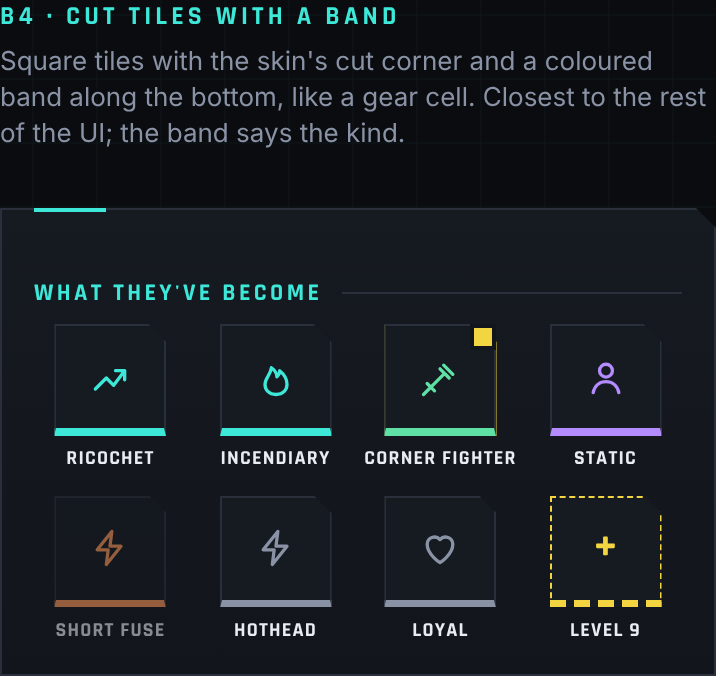 B4 · CUT TILES WITH A BAND
Square tiles with the skin's cut corner and a coloured
band along the bottom, like a gear cell. Closest to the rest
of the UI; the band says the kind.
WHAT THEY'VE BECOME
RICOCHET
INCENDIARY
CORNER FIGHTER
STATIC
SHORT FUSE
HOTHEAD
LOYAL
LEVEL 9